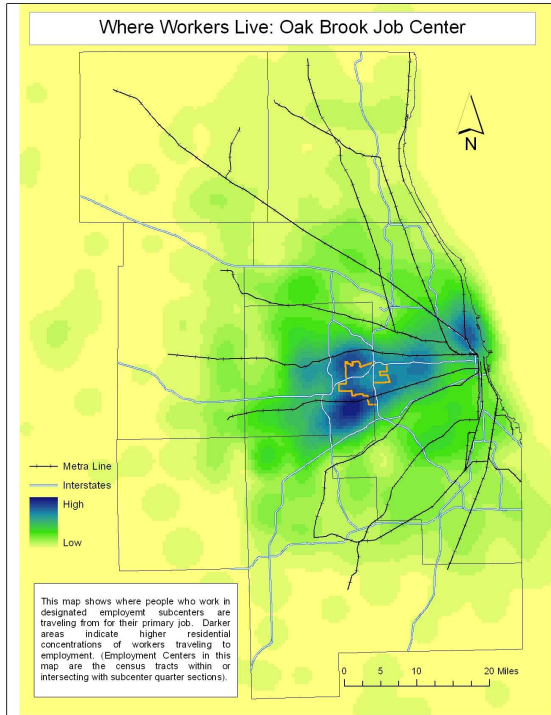 Where Workers Live: Oak Brook Job Center
N
Metra Line
Interstates
High
Low
This map shows where people who work in
designated employemt subcenters are
traveling from for their primary job. Darker
areas indicate higher residential
concentrations of workers traveling to
employment. (Employment Centers in this
map are the census tracts within or
intersecting with subcenter quarter sections).
0 5 10 20 Miles